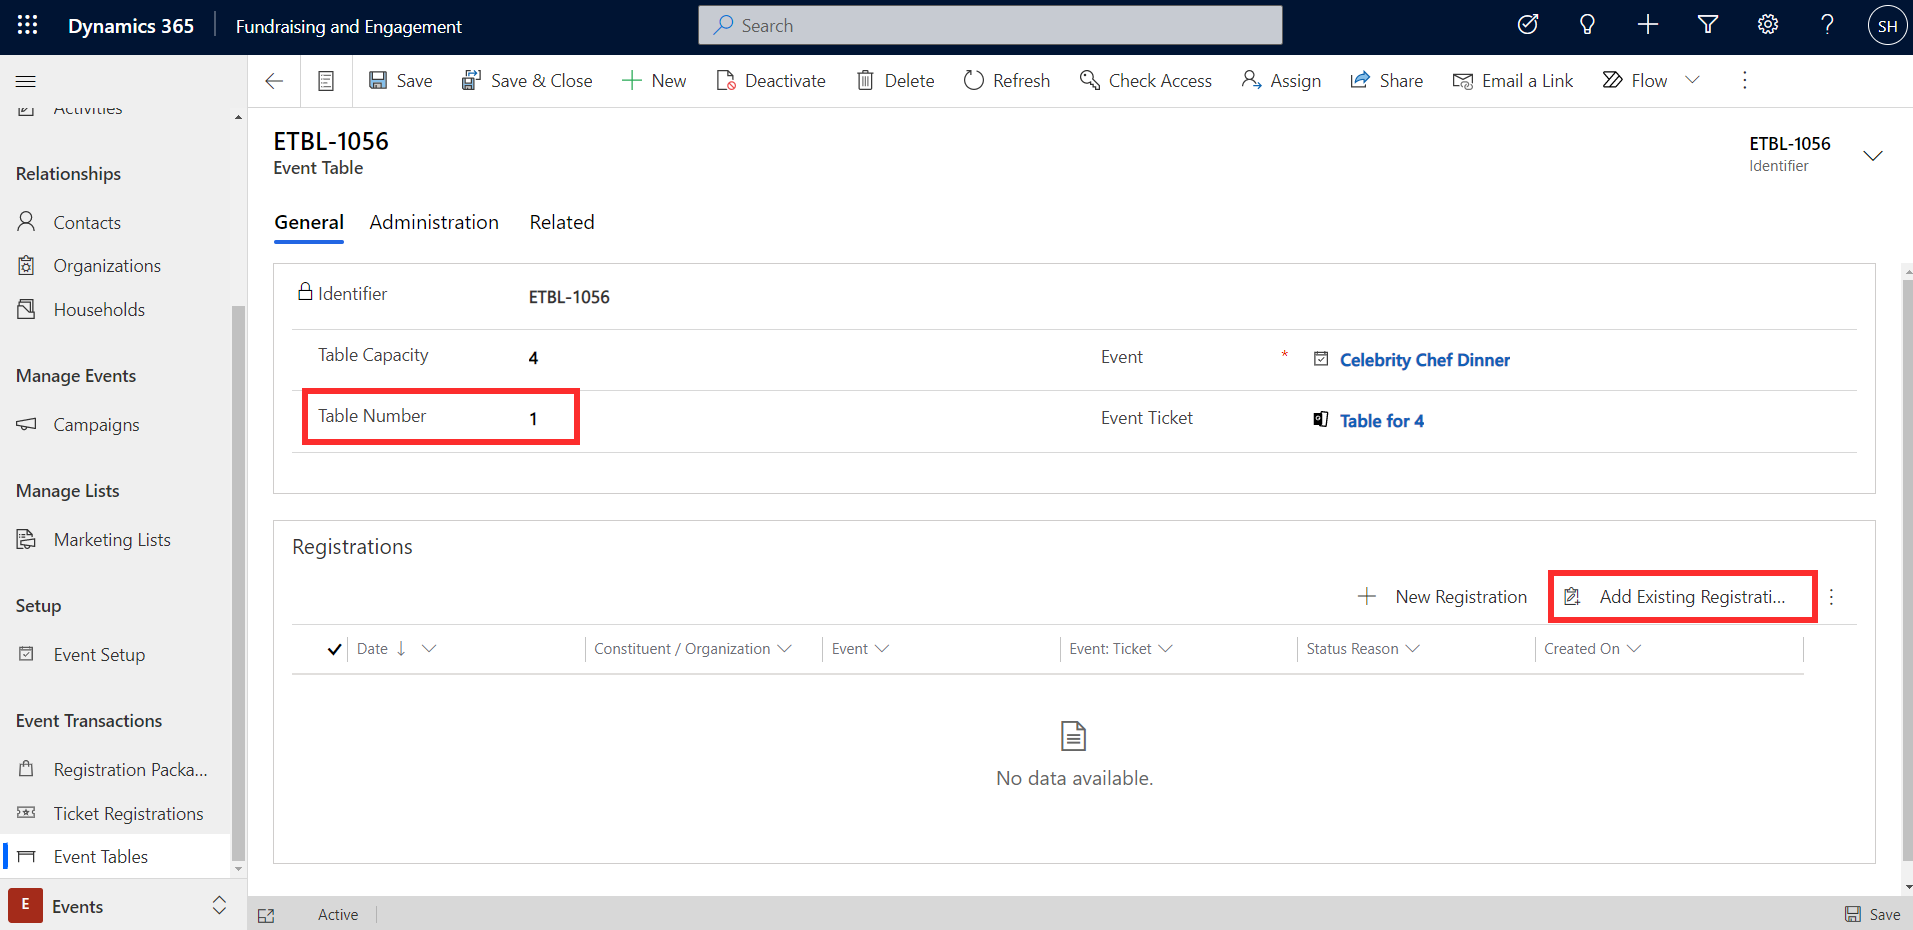 Dynamics 365
Fundraising and Engagement
Search
SH
Save
Save & Close
New
Deactivate
Delete
Refresh
Check Access
Assign
Share
Email a Link
Flow
Activities
Relationships
Contacts
Organizations
Households
Manage Events
Campaigns
Manage Lists
Marketing Lists
Setup
Event Setup
Event Transactions
Registration Packa...
Ticket Registrations
Event Tables
E
Events
ETBL-1056
Event Table
ETBL-1056
Identifier
General
Administration
Related
Identifier
ETBL-1056
Table Capacity
4
Event
*
Celebrity Chef Dinner
Table Number
1
Event Ticket
Table for 4
Registrations
New Registration
Add Existing Registrati...
Date
Constituent / Organization
Event
Event: Ticket
Status Reason
Created On
No data available.
Active
Save